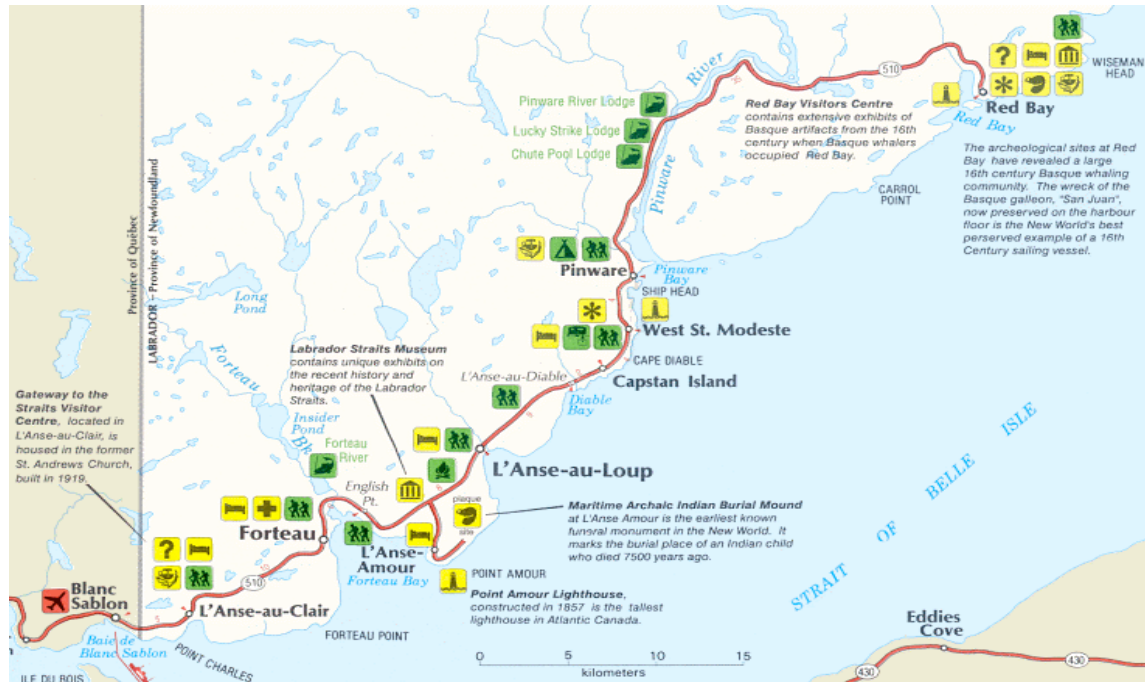 WISEMAN
HEAD
River
510
Pinware River Lodge
Lucky Strike Lodge
Chute Pool Lodge
Red Bay Visitors Centre
contains extensive exhibits of
Basque artifacts from the 16th
century when Basque whalers
occupied Red Bay.
Red Bay
Red Bay
The archeological sites at Red
Bay have revealed a large
16th century Basque whaling
community. The wreck of the
Basque galleon, "San Juan",
now preserved on the harbour
floor is the New World's best
perserved example of a 16th
Century sailing vessel.
CARROL
POINT
Pinware
Province of Québec
LABRADOR – Province of Newfoundland
Pinware
Pinware
Bay
SHIP HEAD
Long
Pond
West St. Modeste
Labrador Straits Museum
contains unique exhibits on
the recent history and
heritage of the Labrador
Straits.
CAPE DIABLE
L'Anse-au-Diable
Capstan Island
Diable
Bay
Forteau
Bk
Insider
Pond
Gateway to the
Straits Visitor
Centre, located in
L'Anse-au-Clair, is
housed in the former
St. Andrews Church,
built in 1919.
Forteau
River
L'Anse-au-Loup
English
Pt.
plaque
site
Maritime Archaic Indian Burial Mound
at L'Anse Amour is the earliest known
funeral monument in the New World. It
marks the burial place of an Indian child
who died 7500 years ago.
Forteau
L'Anse-
Amour
Forteau Bay
POINT AMOUR
Point Amour Lighthouse,
constructed in 1857 is the tallest
lighthouse in Atlantic Canada.
STRAIT OF BELLE ISLE
510
Blanc
Sablon
L'Anse-au-Clair
Baie de
Blanc Sablon
POINT CHARLES
FORTEAU POINT
Eddies
Cove
430
430
0 5 10 15
kilometers
ILE DU BOIS